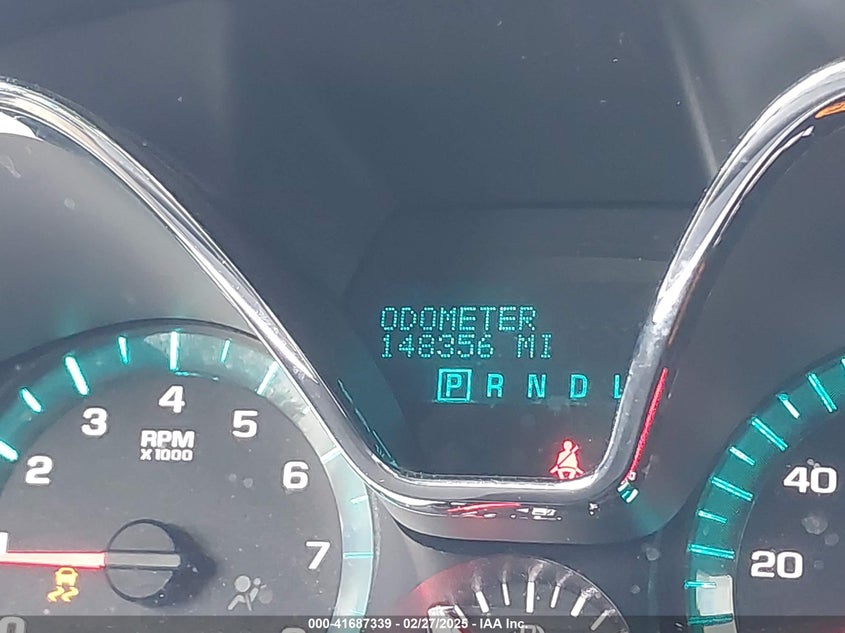 ODOMETER
148356 MI
P R N D L
4
3
5
RPM
X1000
2
6
7
40
20
000-41687339 - 02/27/2025 - IAA Inc.